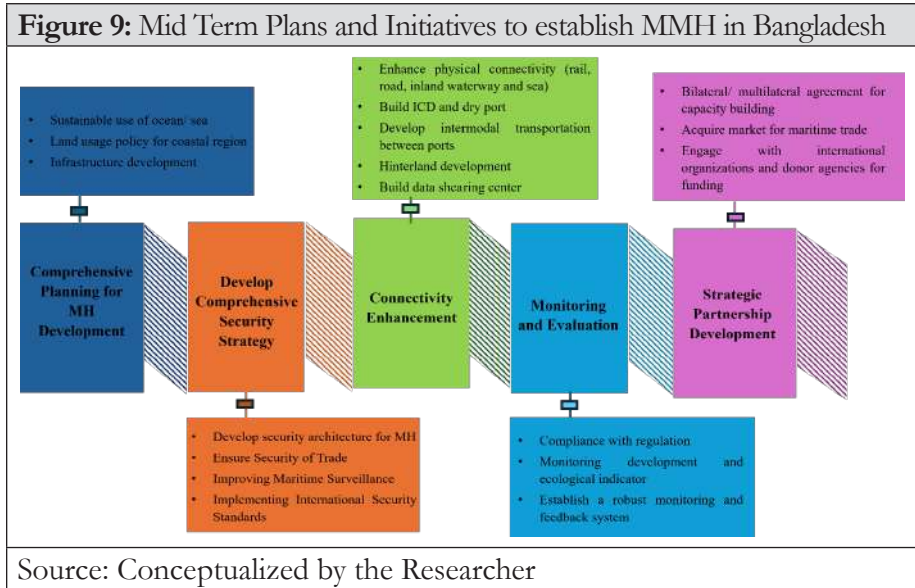 Figure 9: Mid Term Plans and Initiatives to establish MMH in Bangladesh
• Sustainable use of ocean/ sea
• Land usage policy for coastal region
• Infrastructure development
• Enhance physical connectivity (rail,
road, inland waterway and sea)
• Build ICD and dry port
• Develop intermodal transportation
between ports
• Hinterland development
• Build data shearing center
• Bilateral/ multilateral agreement for
capacity building
• Acquire market for maritime trade
• Engage with international
organizations and donor agencies for
funding
Comprehensive
Planning for
MH
Development
Develop
Comprehensive
Security
Strategy
Connectivity
Enhancement
Monitoring
and Evaluation
Strategic
Partnership
Development
• Develop security architecture for MH
• Ensure Security of Trade
• Improving Maritime Surveillance
• Implementing International Security
Standards
• Compliance with regulation
• Monitoring development and
ecological indicator
• Establish a robust monitoring and
feedback system
Source: Conceptualized by the Researcher